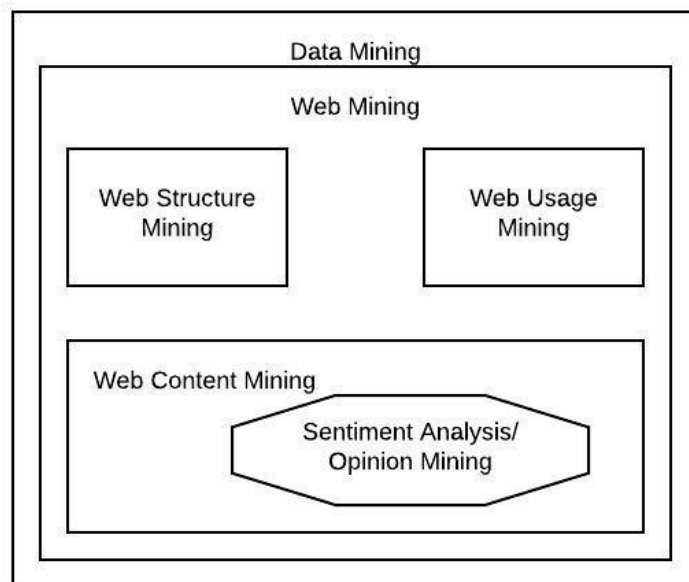 Data Mining
Web Mining
Web Structure
Mining
Web Usage
Mining
Web Content Mining
Sentiment Analysis/
Opinion Mining